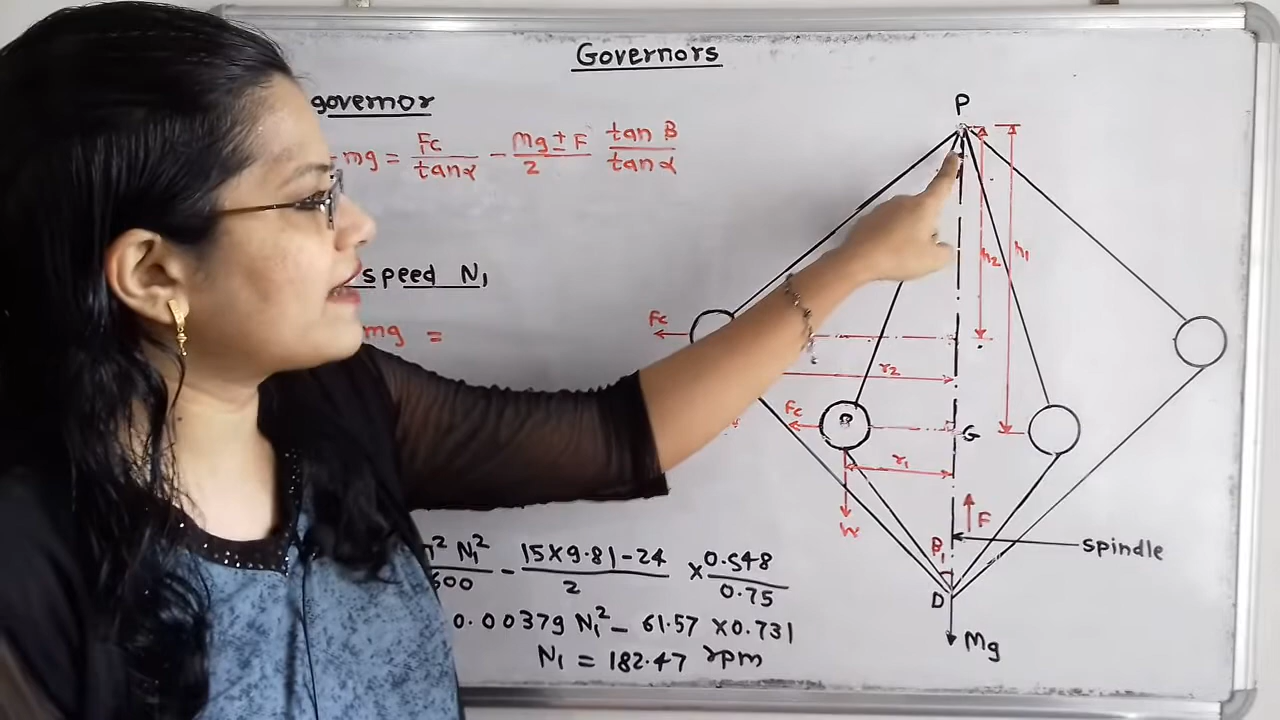 Governors
governor
mg = Fc/tanα - Mg ± F/2 tan B/tan α
speed N₁
mg =
P
h₂
h₁
Fc
r₂
B
Fc
G
r₁
W
F
β₁
spindle
D
Mg
N₁²/600 - 15×9.81-24/2 × 0.548/0.75
0.00379 N₁² - 61.57 × 0.731
N₁ = 182.47 rpm